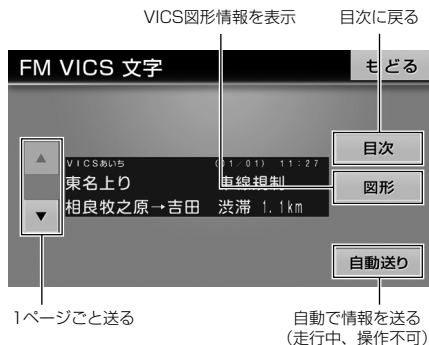 VICS図形情報を表示
目次に戻る
FM VICS 文字
もどる
目次
VICSあいち (01/01) 11:27
東名上り 車線規制
図形
相良牧之原→吉田 渋滞 1.1km
自動送り
1ページごと送る
自動で情報を送る
(走行中、操作不可)